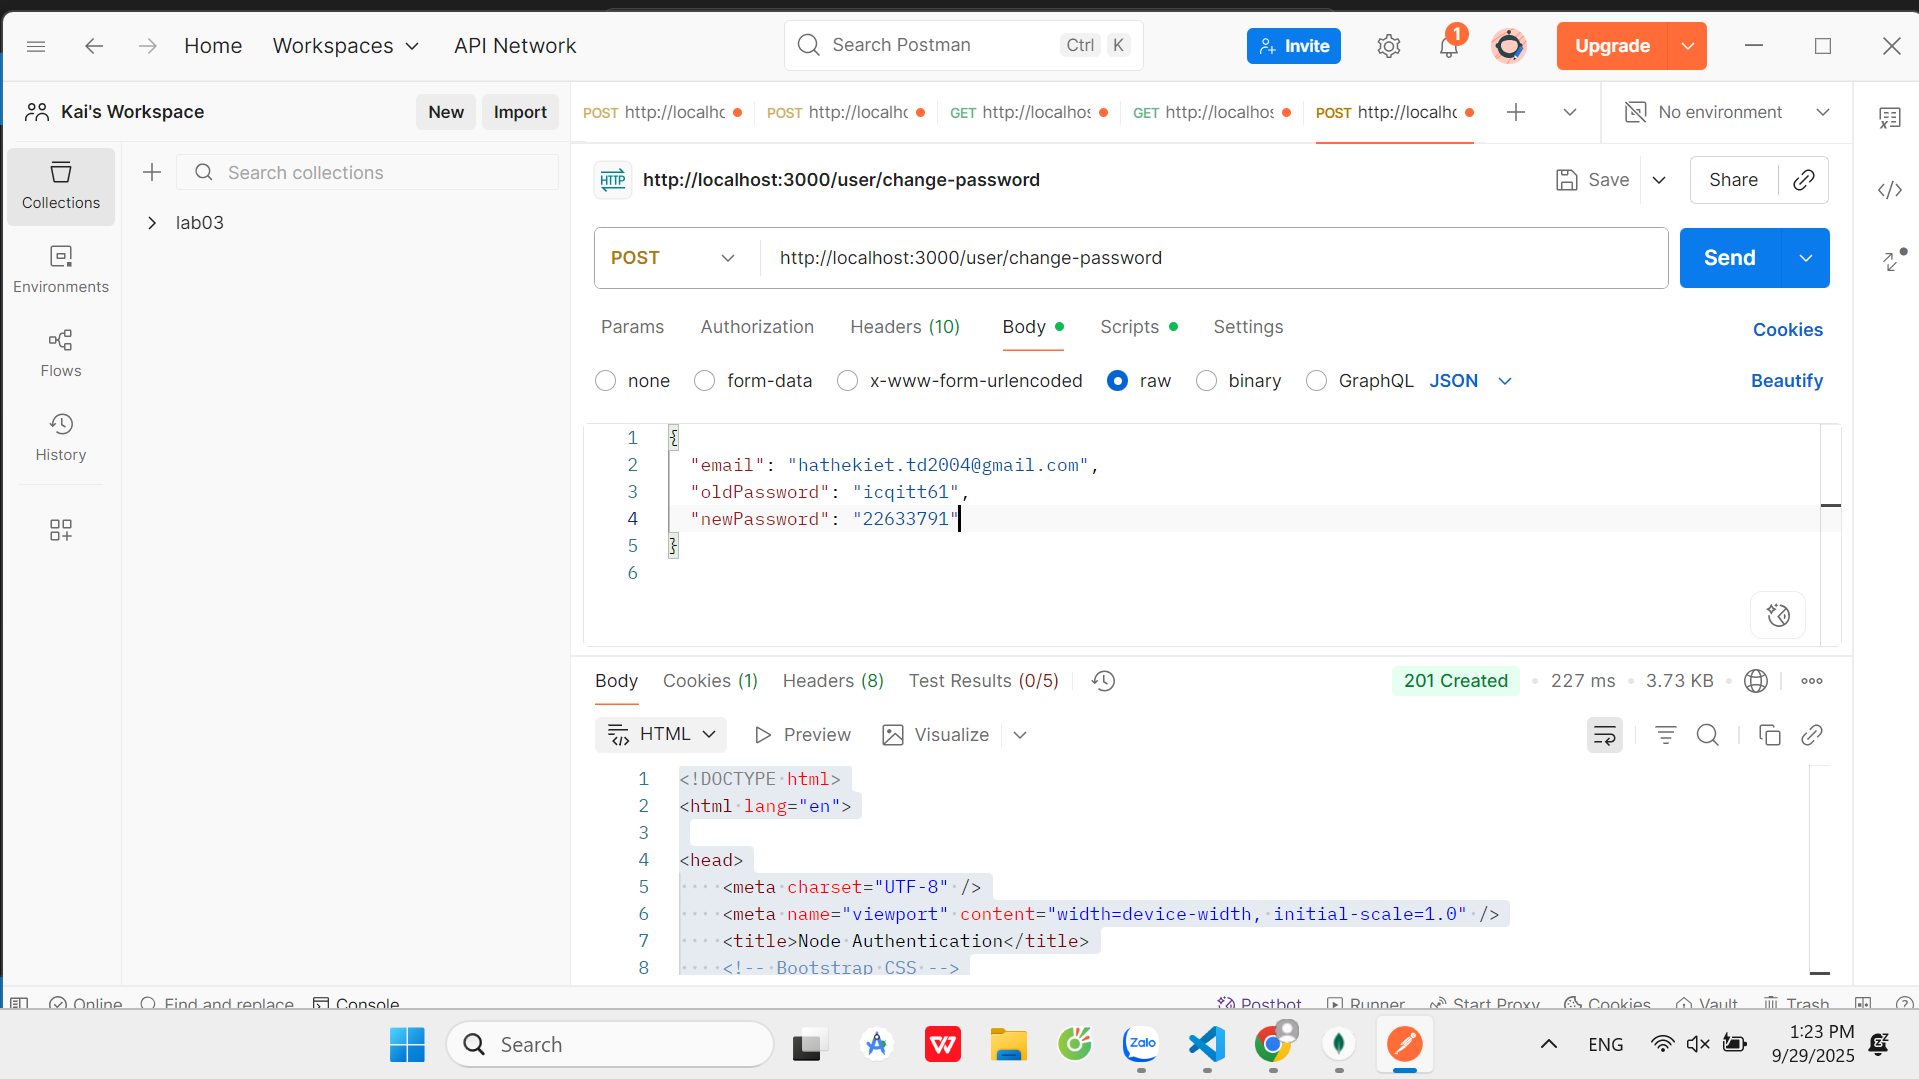 Home Workspaces API Network Search Postman Ctrl K Invite 1 Upgrade
Kai's Workspace New Import POST http://localhc POST http://localhc GET http://localhos GET http://localhos POST http://localhc No environment
Collections
Search collections
lab03
Environments
Flows
History
HTTP http://localhost:3000/user/change-password Save Share
POST http://localhost:3000/user/change-password Send
Params Authorization Headers (10) Body Scripts Settings Cookies
none form-data x-www-form-urlencoded raw binary GraphQL JSON Beautify
1 {
2 "email": "hathekiet.td2004@gmail.com",
3 "oldPassword": "icqitt61",
4 "newPassword": "22633791"
5 }
6
Body Cookies (1) Headers (8) Test Results (0/5) 201 Created 227 ms 3.73 KB
HTML Preview Visualize
1 <!DOCTYPE html>
2 <html lang="en">
3
4 <head>
5 <meta charset="UTF-8" />
6 <meta name="viewport" content="width=device-width, initial-scale=1.0" />
7 <title>Node Authentication</title>
8 <!-- Bootstrap CSS -->
Online Find and replace Console Postbot Runner Start Proxy Cookies Vault Trash
Search Zalo ENG 1:23 PM
9/29/2025